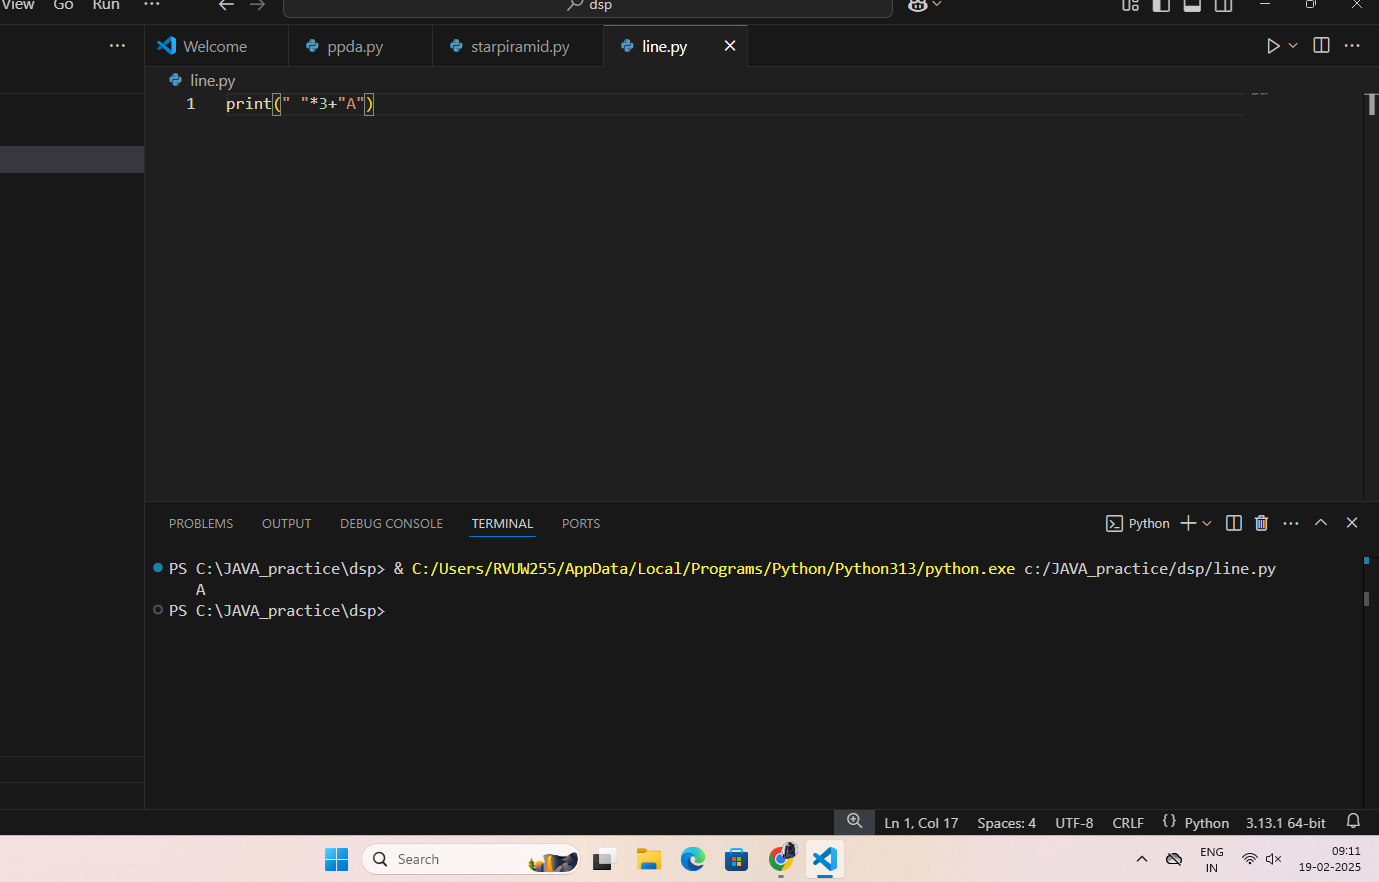 View Go Run ··· dsp
Welcome ppda.py starpiramid.py line.py
line.py
1 print(" "*3+"A")
PROBLEMS OUTPUT DEBUG CONSOLE TERMINAL PORTS Python
PS C:\JAVA_practice\dsp> & C:/Users/RVUW255/AppData/Local/Programs/Python/Python313/python.exe c:/JAVA_practice/dsp/line.py
   A
PS C:\JAVA_practice\dsp>
Ln 1, Col 17 Spaces: 4 UTF-8 CRLF {} Python 3.13.1 64-bit
Search ENG 09:11
IN 19-02-2025